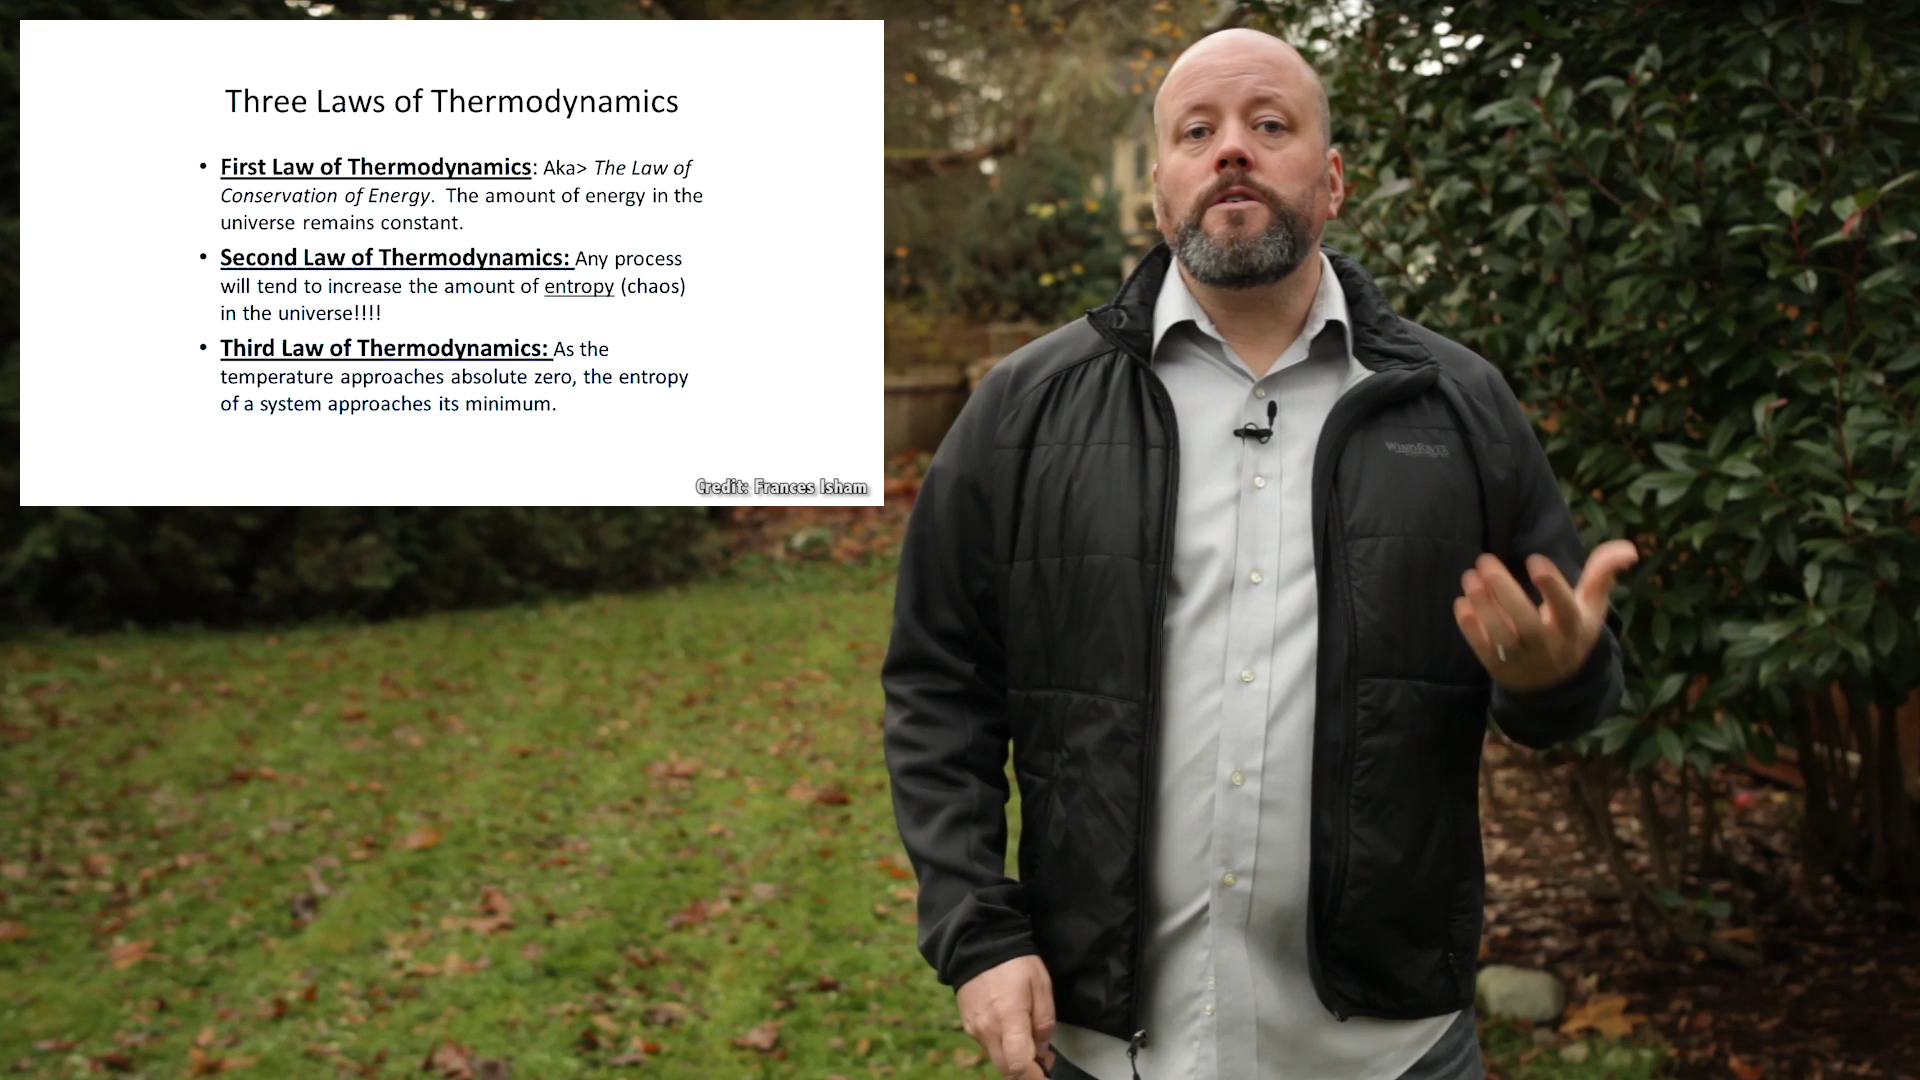 Three Laws of Thermodynamics
• First Law of Thermodynamics: Aka> The Law of
Conservation of Energy. The amount of energy in the
universe remains constant.
• Second Law of Thermodynamics: Any process
will tend to increase the amount of entropy (chaos)
in the universe!!!!
• Third Law of Thermodynamics: As the
temperature approaches absolute zero, the entropy
of a system approaches its minimum.
Credit: Frances Isham